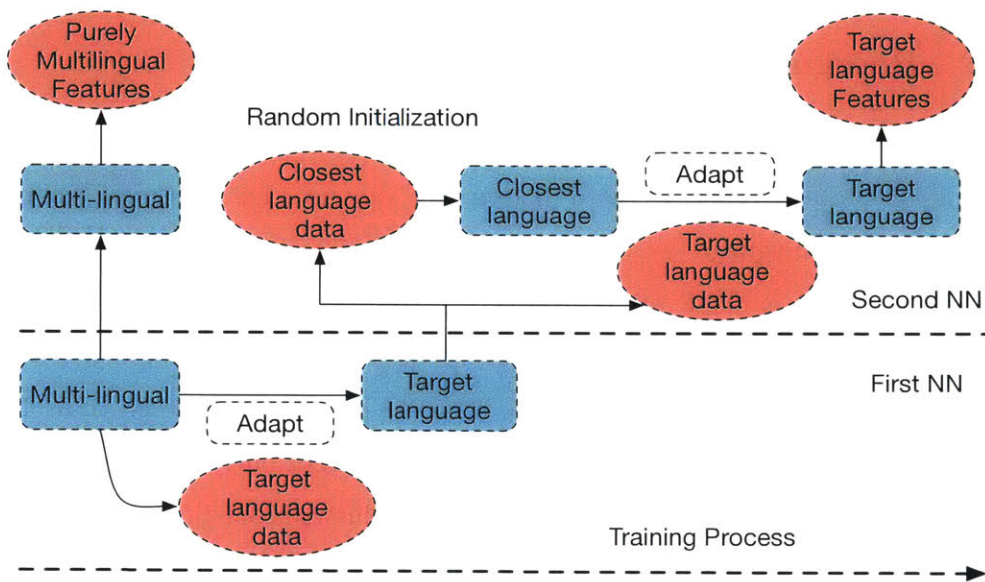 Purely
Multilingual
Features
Target
language
Features
Random Initialization
Multi-lingual
Closest
language
data
Closest
language
Adapt
Target
language
Target
language
data
Second NN
Multi-lingual
Adapt
Target
language
First NN
Target
language
data
Training Process